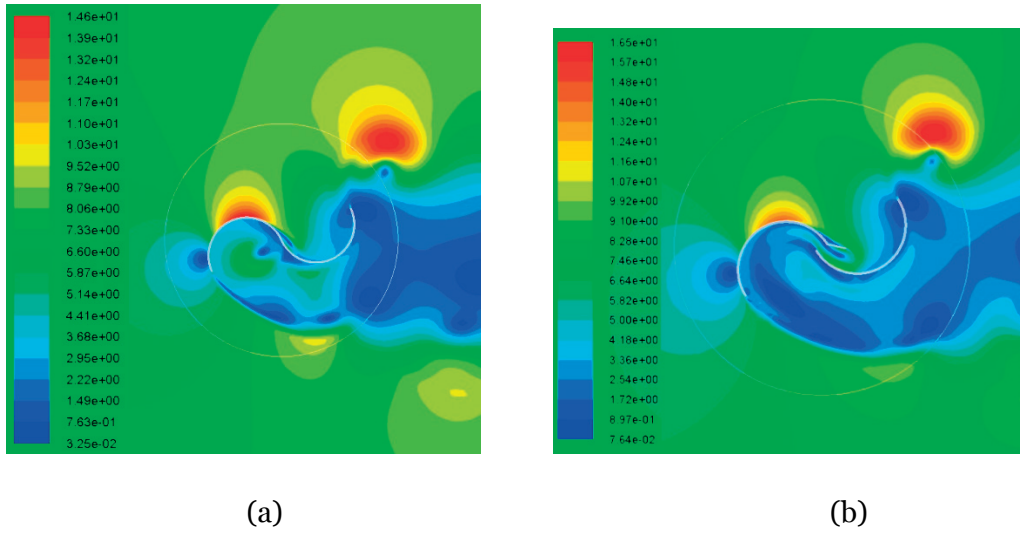 1.46e+01
1.39e+01
1.32e+01
1.24e+01
1.17e+01
1.10e+01
1.03e+01
9.52e+00
8.79e+00
8.06e+00
7.33e+00
6.60e+00
5.87e+00
5.14e+00
4.41e+00
3.68e+00
2.95e+00
2.22e+00
1.49e+00
7.63e-01
3.25e-02
1.65e+01
1.57e+01
1.48e+01
1.40e+01
1.32e+01
1.24e+01
1.16e+01
1.07e+01
9.92e+00
9.10e+00
8.28e+00
7.46e+00
6.64e+00
5.82e+00
5.00e+00
4.18e+00
3.36e+00
2.54e+00
1.72e+00
8.97e-01
7.64e-02
(a)
(b)